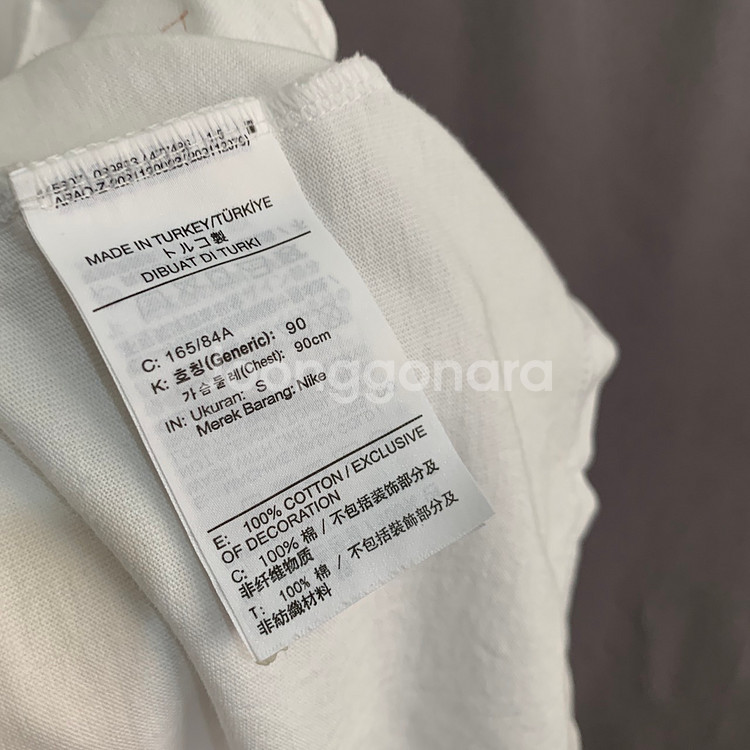 MADE IN TURKEY/TÜRKİYE
トルコ製
DIBUAT DI TURKI
C: 165/84A
K: 호칭(Generic): 90
가슴둘레(Chest): 90cm
IN: Ukuran: S
Merek Barang: Nike
joonggonara
E: 100% COTTON / EXCLUSIVE
OF DECORATION
C: 100% 棉 / 不包括装饰部分及
非纤维物质
T: 100% 棉 / 不包括裝飾部分及
非紡織材料